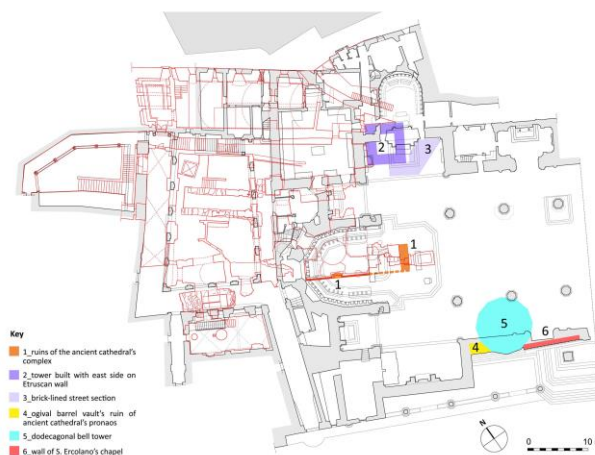 2
3
1
1
5
6
4
Key
1_ruins of the ancient cathedral's
complex
2_tower built with east side on
Etruscan wall
3_brick-lined street section
4_ogival barrel vault's ruin of
ancient cathedral's pronaos
5_dodecagonal bell tower
6_wall of S. Ercolano's chapel
N
0 10